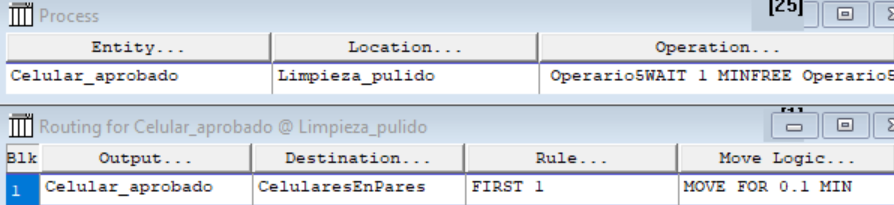 Process
[25]
Entity... Location... Operation...
Celular_aprobado Limpieza_pulido Operario5WAIT 1 MINFREE Operario5
Routing for Celular_aprobado @ Limpieza_pulido
Blk Output... Destination... Rule... Move Logic...
1 Celular_aprobado CelularesEnPares FIRST 1 MOVE FOR 0.1 MIN